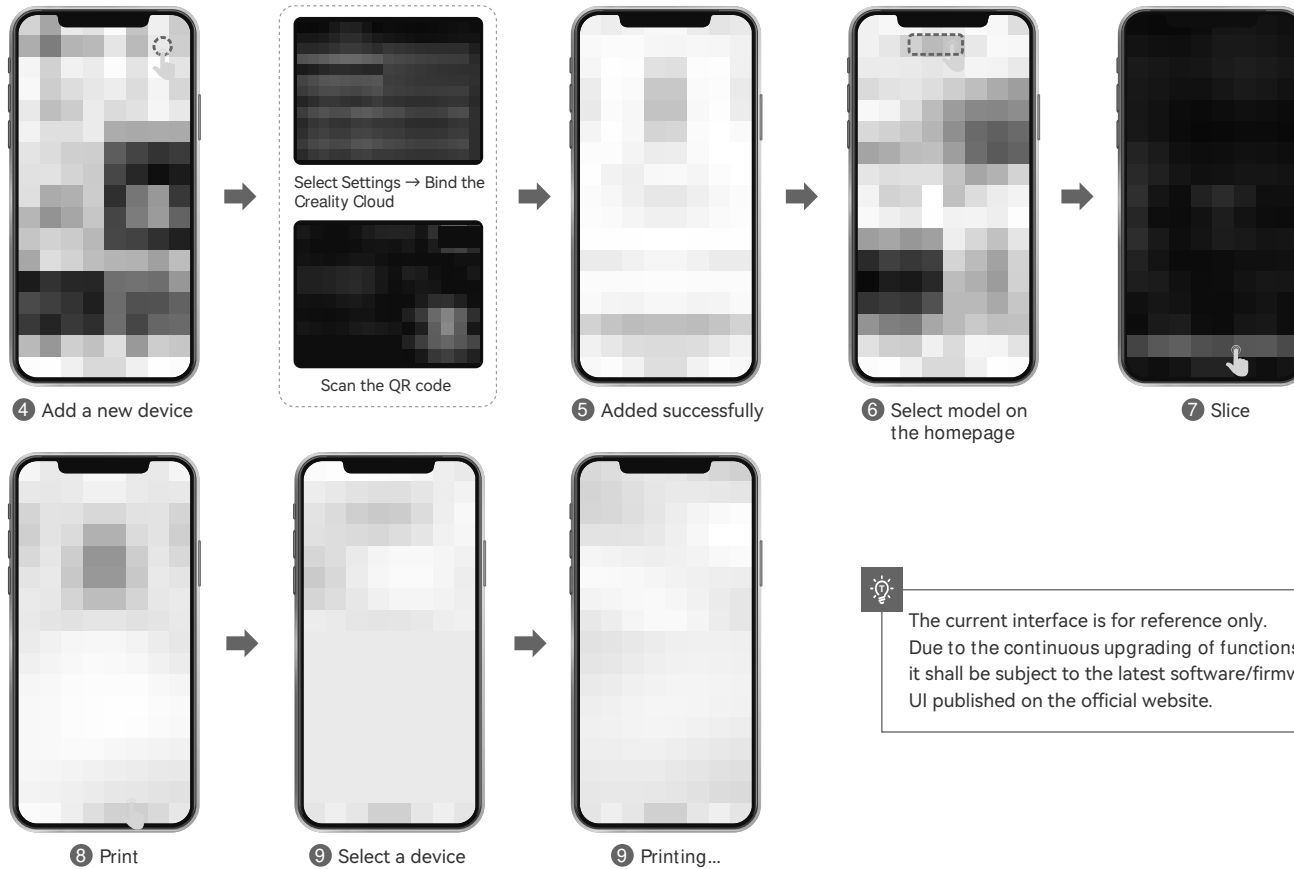 Select Settings → Bind the
Creality Cloud
Scan the QR code
4 Add a new device
5 Added successfully
6 Select model on
the homepage
7 Slice
8 Print
9 Select a device
9 Printing...
The current interface is for reference only.
Due to the continuous upgrading of functions
it shall be subject to the latest
UI published on the official website.